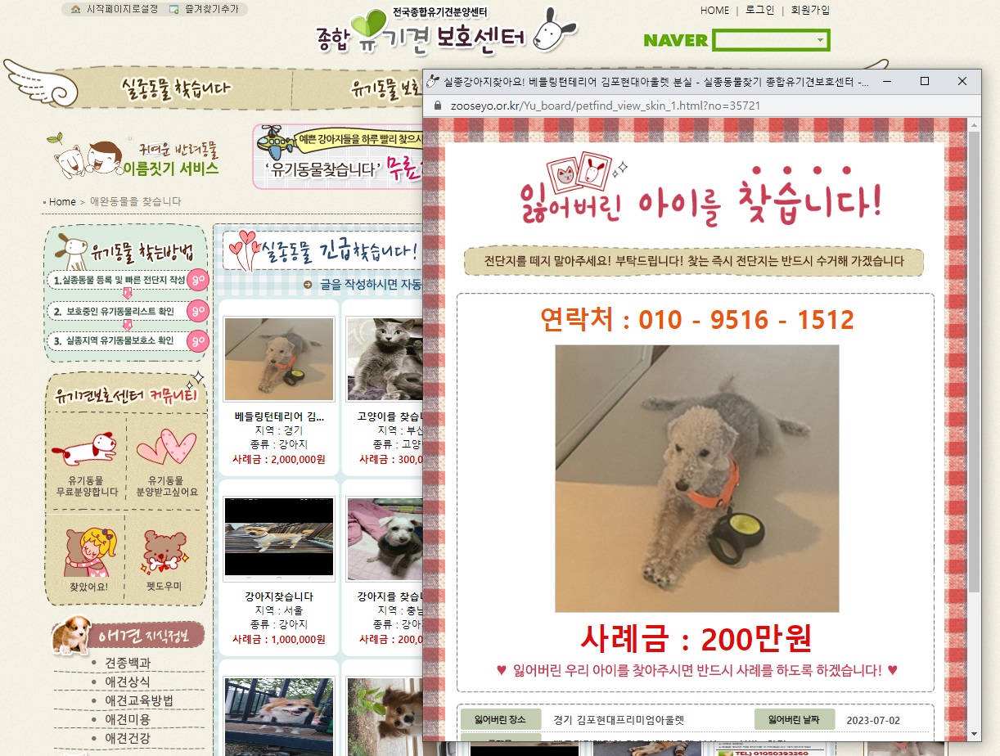 시작페이지로설정 즐겨찾기추가
전국종합유기견분양센터
종합 유기견 보호센터
HOME | 로그인 | 회원가입
NAVER
실종동물 찾습니다
유기동물 보호
귀여운 반려동물
이름짓기 서비스
예쁜 강아지들을 하루 빨리 찾으시
'유기동물찾습니다' 무료
Home > 애완동물을 찾습니다
유기동물 찾는방법
1.실종동물 등록 및 빠른 전단지 작성 go
2. 보호중인 유기동물리스트 확인 go
3. 실종지역 유기동물보호소 확인 go
유기견보호센터 커뮤니티
유기동물
무료분양합니다
유기동물
분양받고싶어요
찾았어요!
펫도우미
애견 지식정보
견종백과
애견상식
애견교육방법
애견미용
애견건강
실종동물 긴급찾습니다!
글을 작성하시면 자동
베들링턴테리어 김...
지역 : 경기
종류 : 강아지
사례금 : 2,000,000원
고양이를 찾습니
지역 : 부산
종류 : 고양
사례금 : 300,0
강아지찾습니다
지역 : 서울
종류 : 강아지
사례금 : 1,000,000원
강아지를 찾습니
지역 : 충남
종류 : 강아
사례금 : 200,0
실종강아지찾아요! 베들링턴테리어 김포현대아울렛 분실 - 실종동물찾기 종합유기견보호센터 -...
zooseyo.or.kr/Yu_board/petfind_view_skin_1.html?no=35721
잃어버린 아이를 찾습니다!
전단지를 떼지 말아주세요! 부탁드립니다! 찾는 즉시 전단지는 반드시 수거해 가겠습니다
연락처 : 010 - 9516 - 1512
사례금 : 200만원
♥ 잃어버린 우리 아이를 찾아주시면 반드시 사례를 하도록 하겠습니다! ♥
잃어버린 장소 경기 김포현대프리미엄아울렛 잃어버린 날짜 2023-07-02